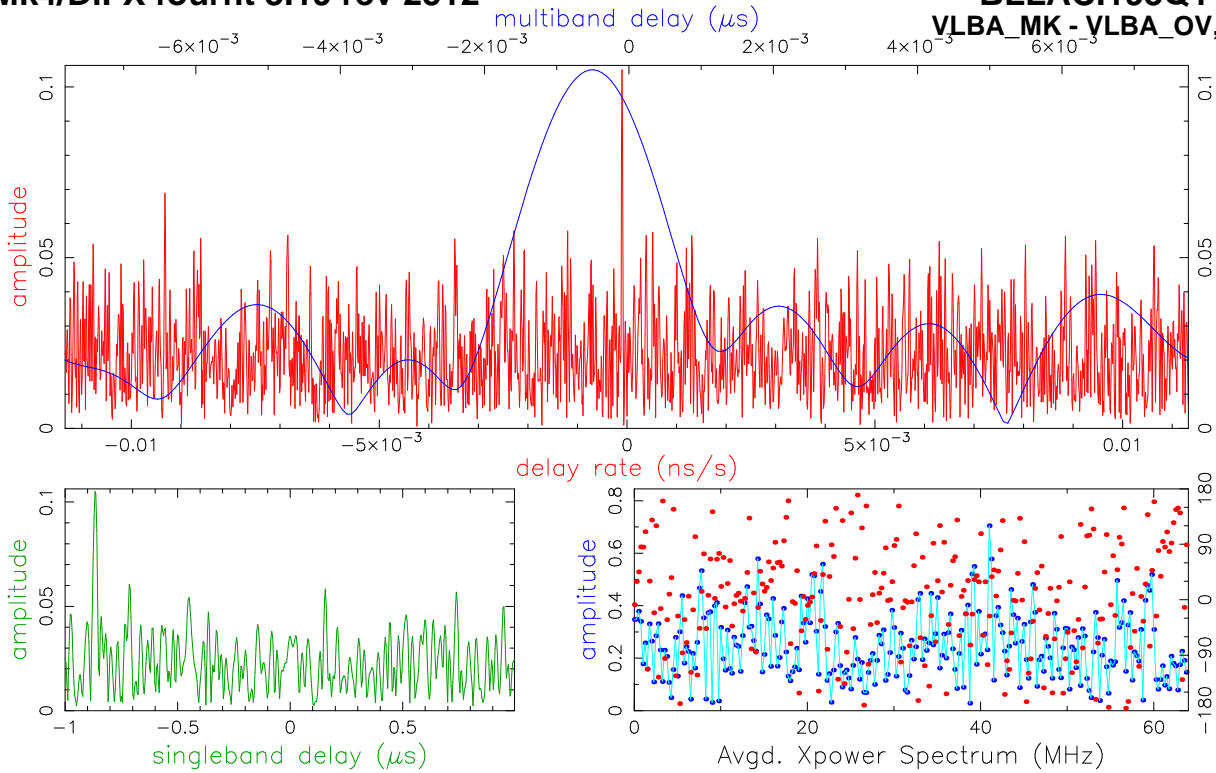 multiband delay (μs)
VLBA_MK - VLBA_OV,
−6×10⁻³ −4×10⁻³ −2×10⁻³ 0 2×10⁻³ 4×10⁻³ 6×10⁻³
amplitude
0 0.05 0.1
0 0.05 0.1
−0.01 −5×10⁻³ 0 5×10⁻³ 0.01
delay rate (ns/s)
amplitude
0 0.05 0.1
−1 −0.5 0 0.5
singleband delay (μs)
amplitude
0 0.2 0.4 0.6 0.8
−180 −90 0 90 180
0 20 40 60
Avgd. Xpower Spectrum (MHz)